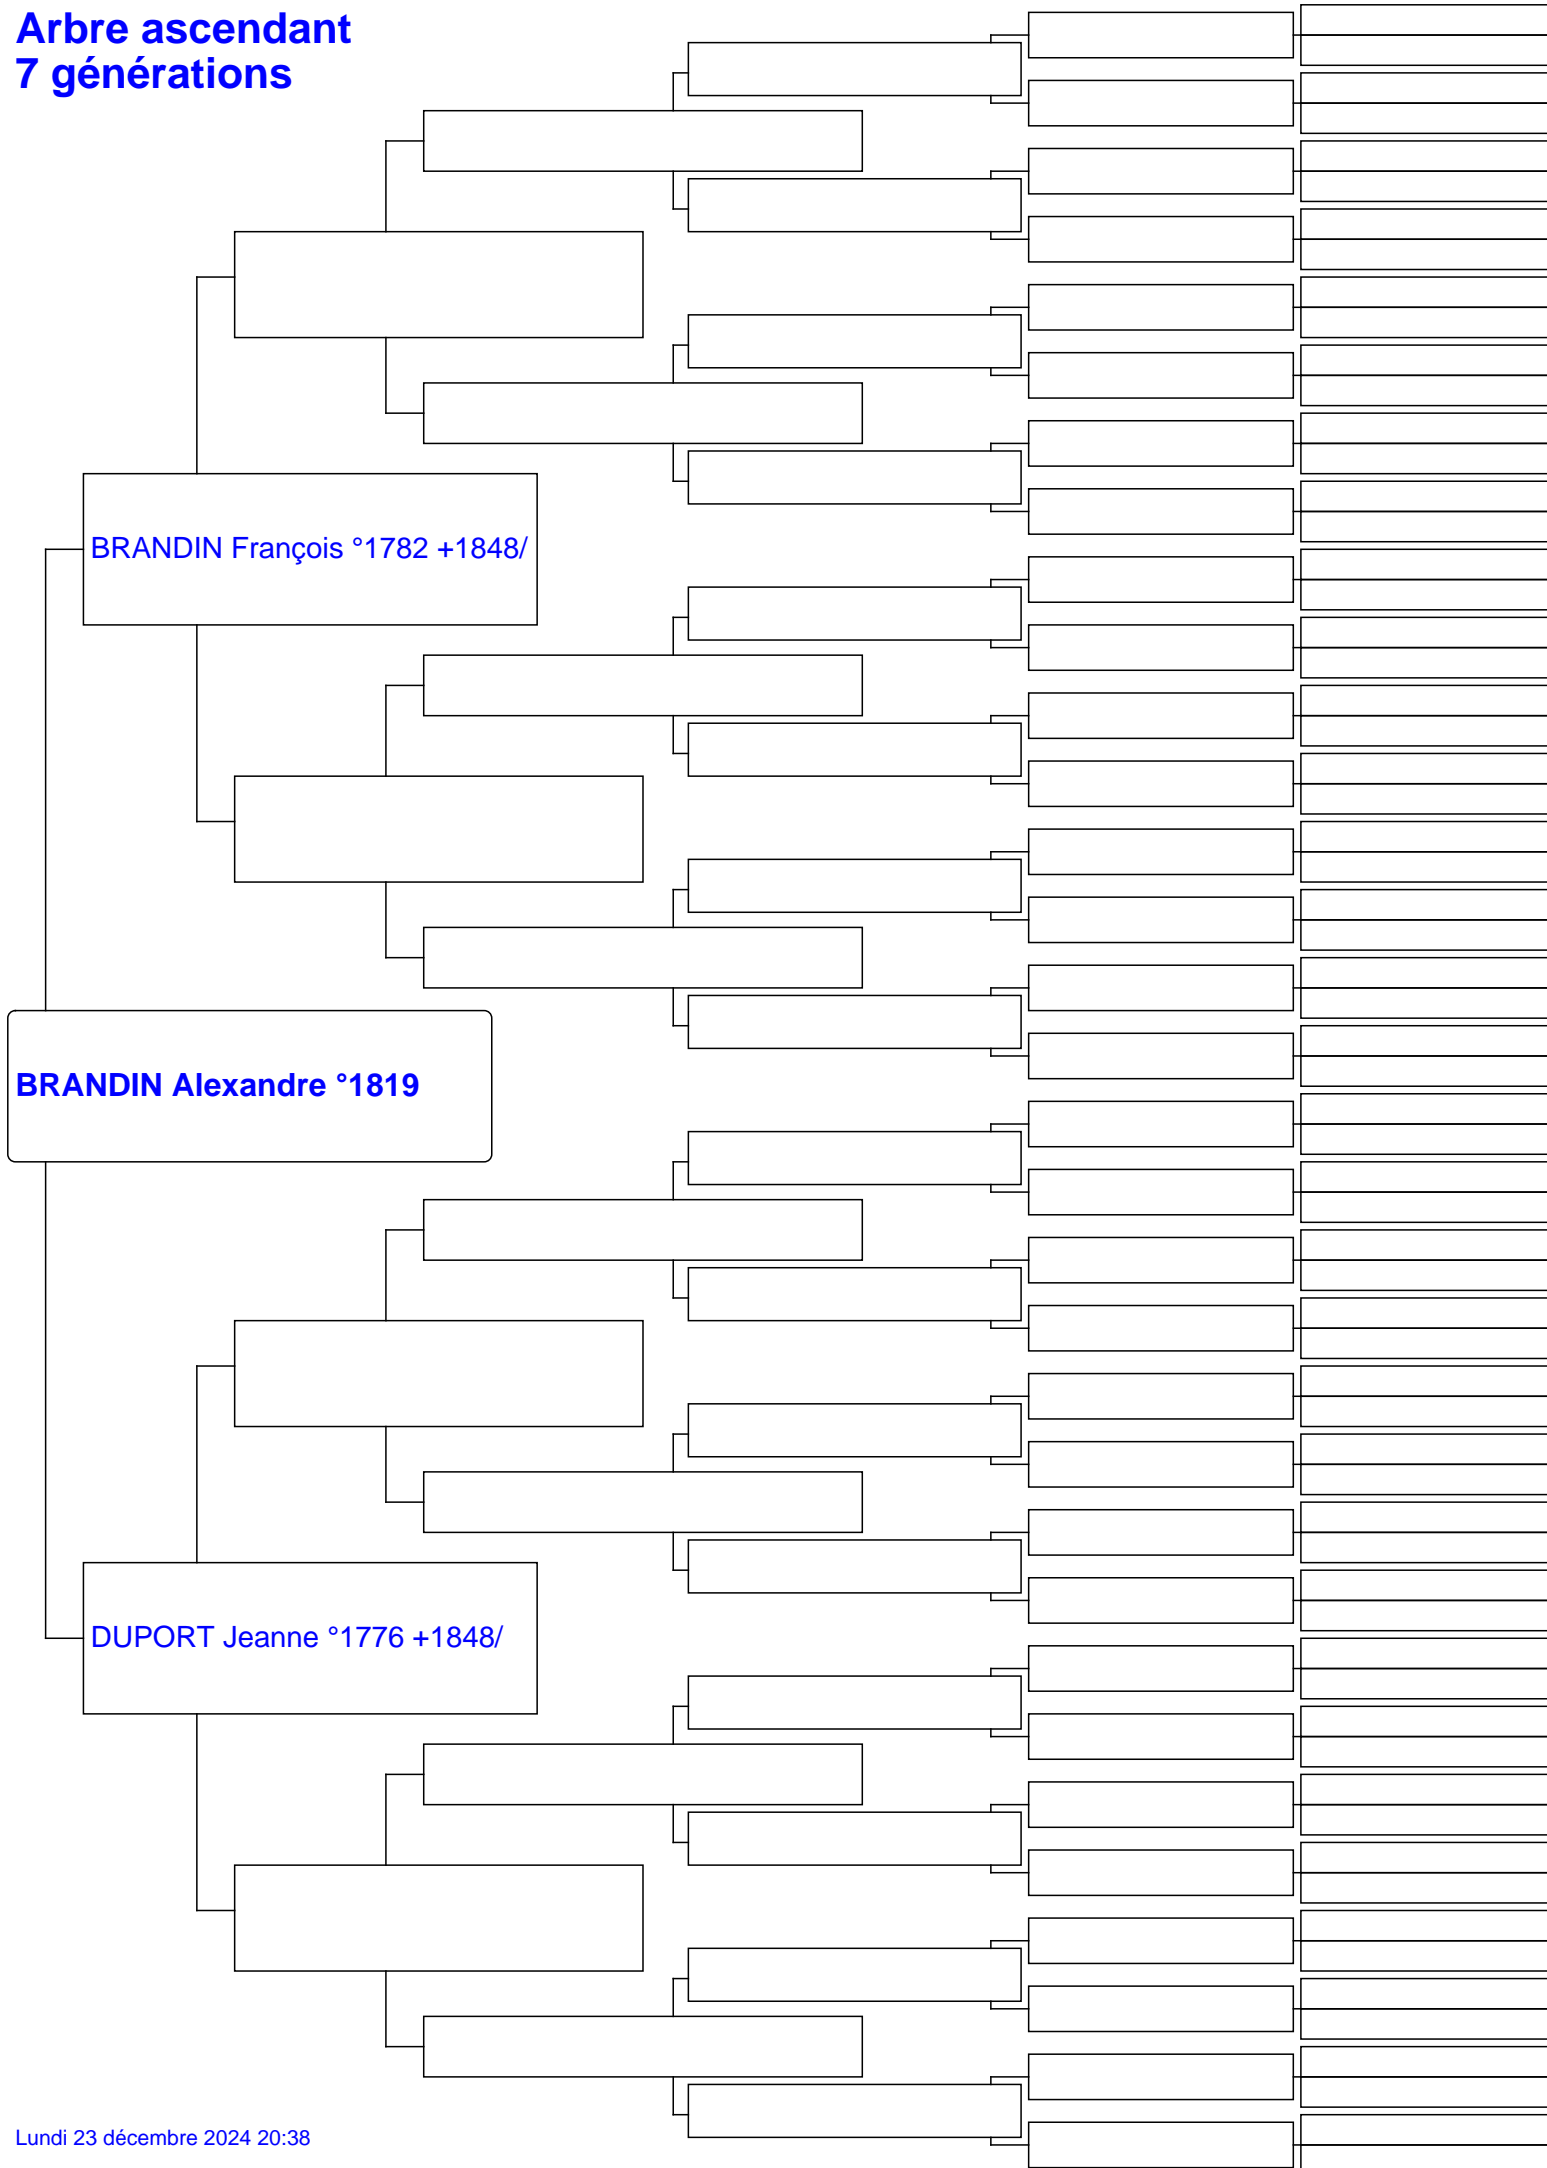 Arbre ascendant
7 générations
BRANDIN François °1782 +1848/
BRANDIN Alexandre °1819
DUPORT Jeanne °1776 +1848/
Lundi 23 décembre 2024 20:38